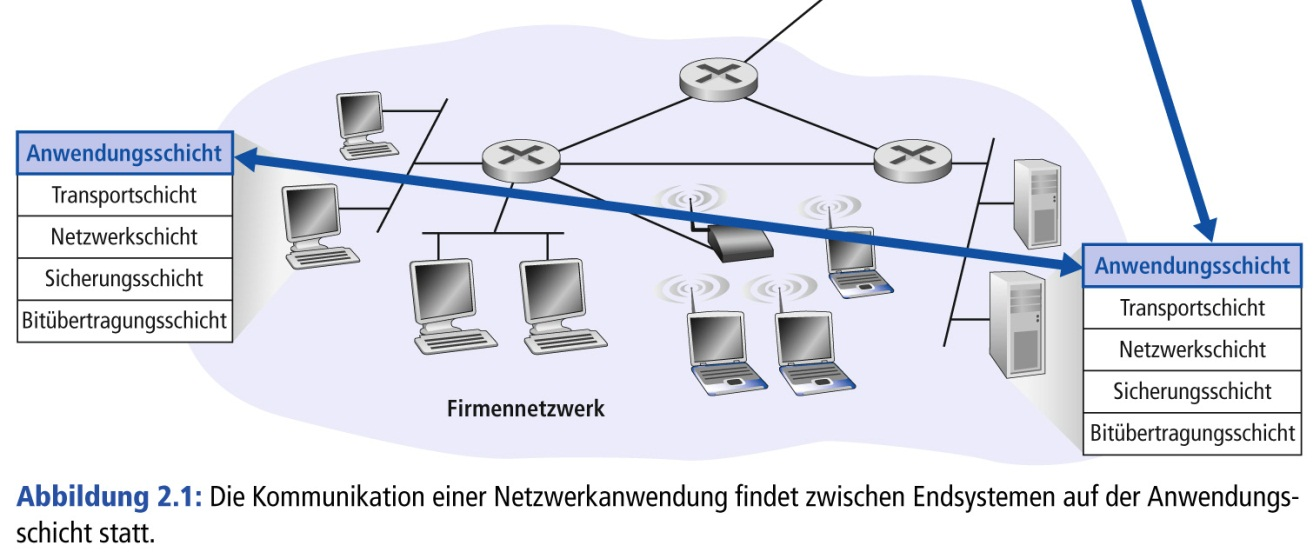 Anwendungsschicht
Transportschicht
Netzwerkschicht
Sicherungsschicht
Bitübertragungsschicht
Anwendungsschicht
Transportschicht
Netzwerkschicht
Sicherungsschicht
Bitübertragungsschicht
Firmennetzwerk
Abbildung 2.1: Die Kommunikation einer Netzwerkanwendung findet zwischen Endsystemen auf der Anwendungs-
schicht statt.